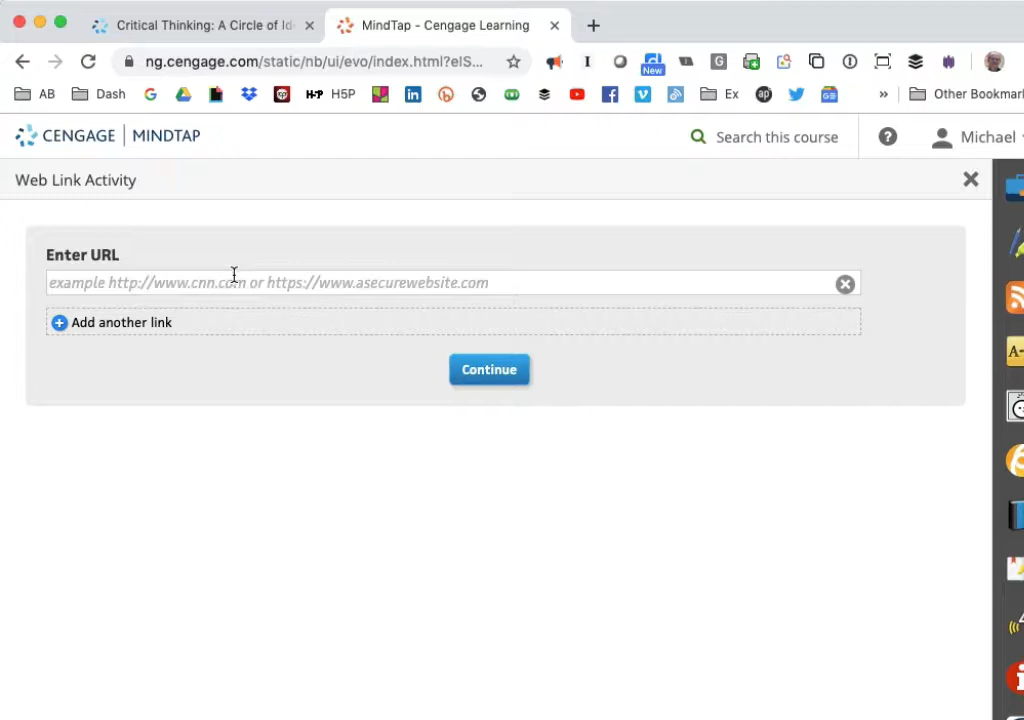 Critical Thinking: A Circle of Id
MindTap - Cengage Learning
ng.cengage.com/static/nb/ui/evo/index.html?eIS...
New
AB
Dash
H5P
Ex
Other Bookmar
CENGAGE | MINDTAP
Search this course
Michael
Web Link Activity
Enter URL
example http://www.cnn.com or https://www.asecurewebsite.com
Add another link
Continue